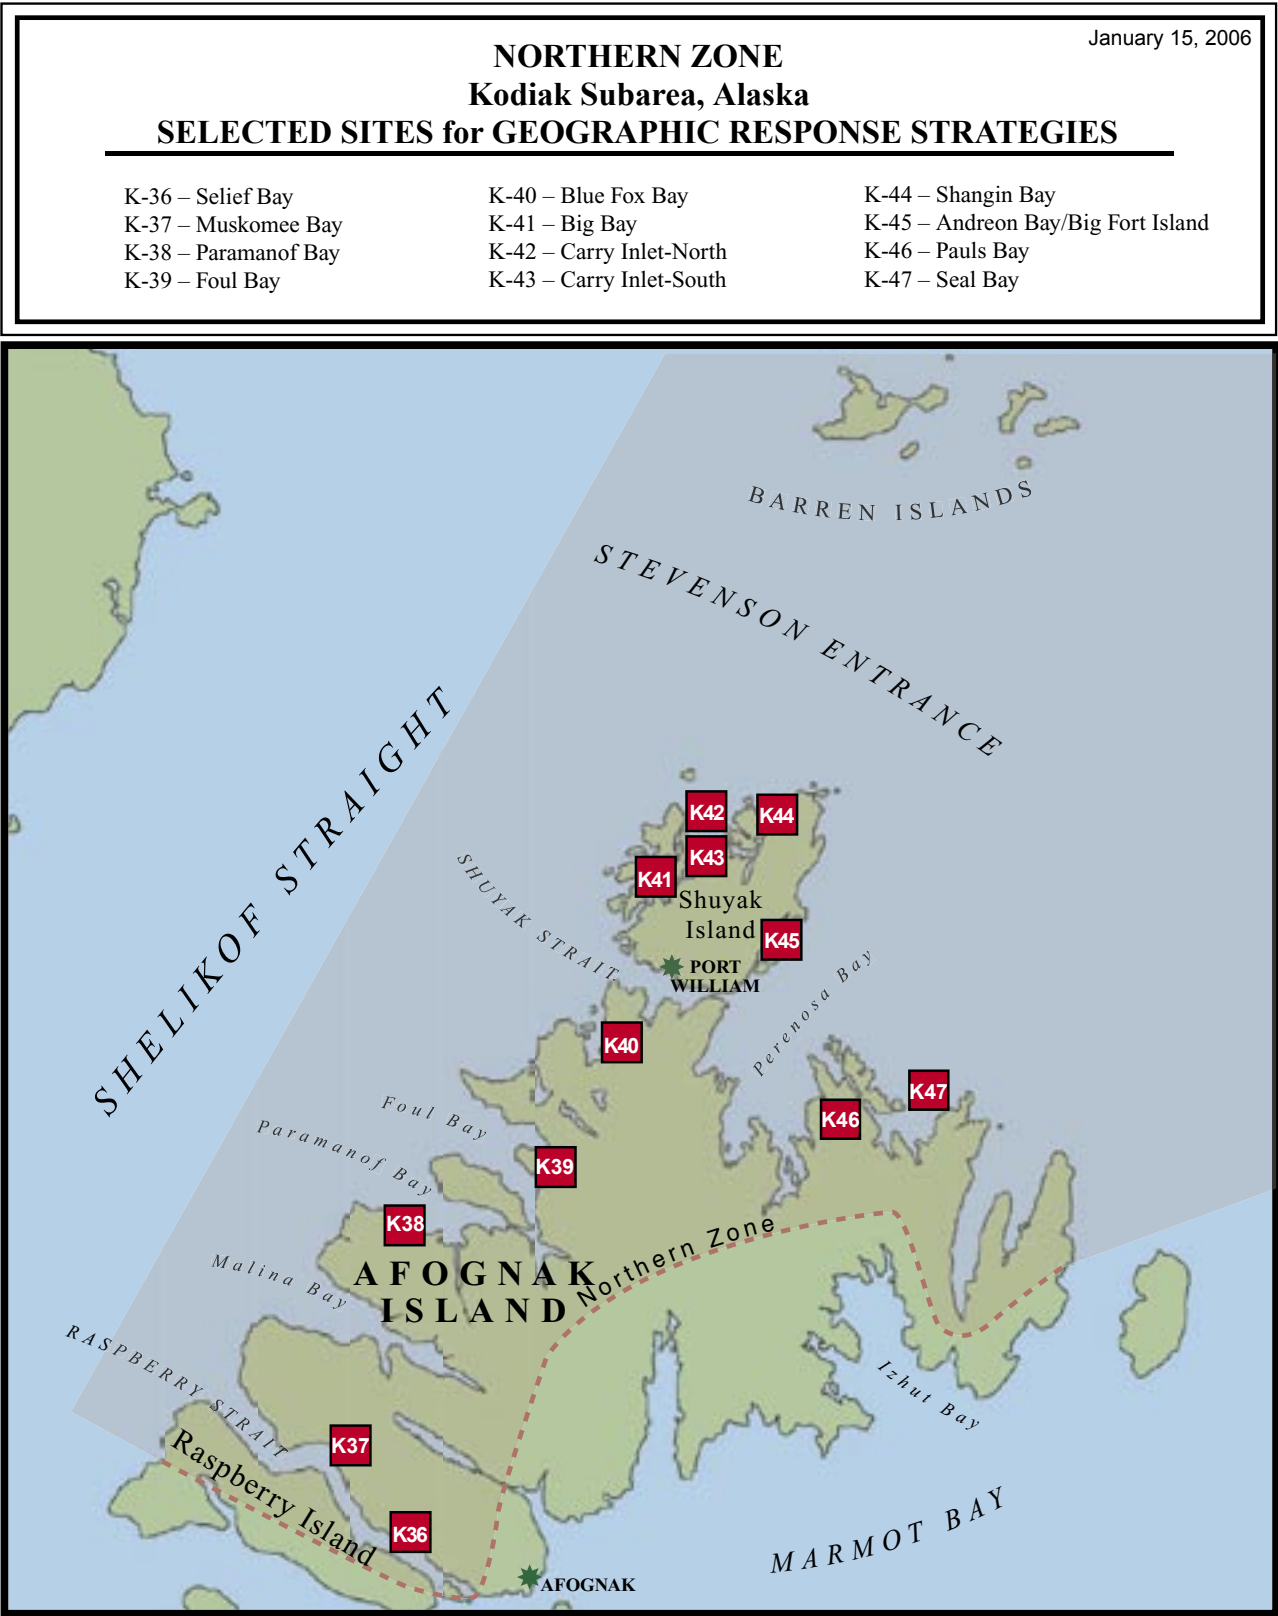 January 15, 2006
NORTHERN ZONE
Kodiak Subarea, Alaska
SELECTED SITES for GEOGRAPHIC RESPONSE STRATEGIES
K-36 – Selief Bay
K-37 – Muskomee Bay
K-38 – Paramanof Bay
K-39 – Foul Bay
K-40 – Blue Fox Bay
K-41 – Big Bay
K-42 – Carry Inlet-North
K-43 – Carry Inlet-South
K-44 – Shangin Bay
K-45 – Andreon Bay/Big Fort Island
K-46 – Pauls Bay
K-47 – Seal Bay
BARREN ISLANDS
STEVENSON ENTRANCE
SHELIKOF STRAIGHT
K42
K44
K43
K41
Shuyak
Island
K45
SHUYAK STRAIT
PORT
WILLIAM
Perenosa Bay
K40
K47
K46
Foul Bay
Paramanof Bay
K39
K38
Malina Bay
AFOGNAK
ISLAND
Northern Zone
RASPBERRY STRAIT
Izhut Bay
K37
Raspberry Island
K36
MARMOT BAY
AFOGNAK